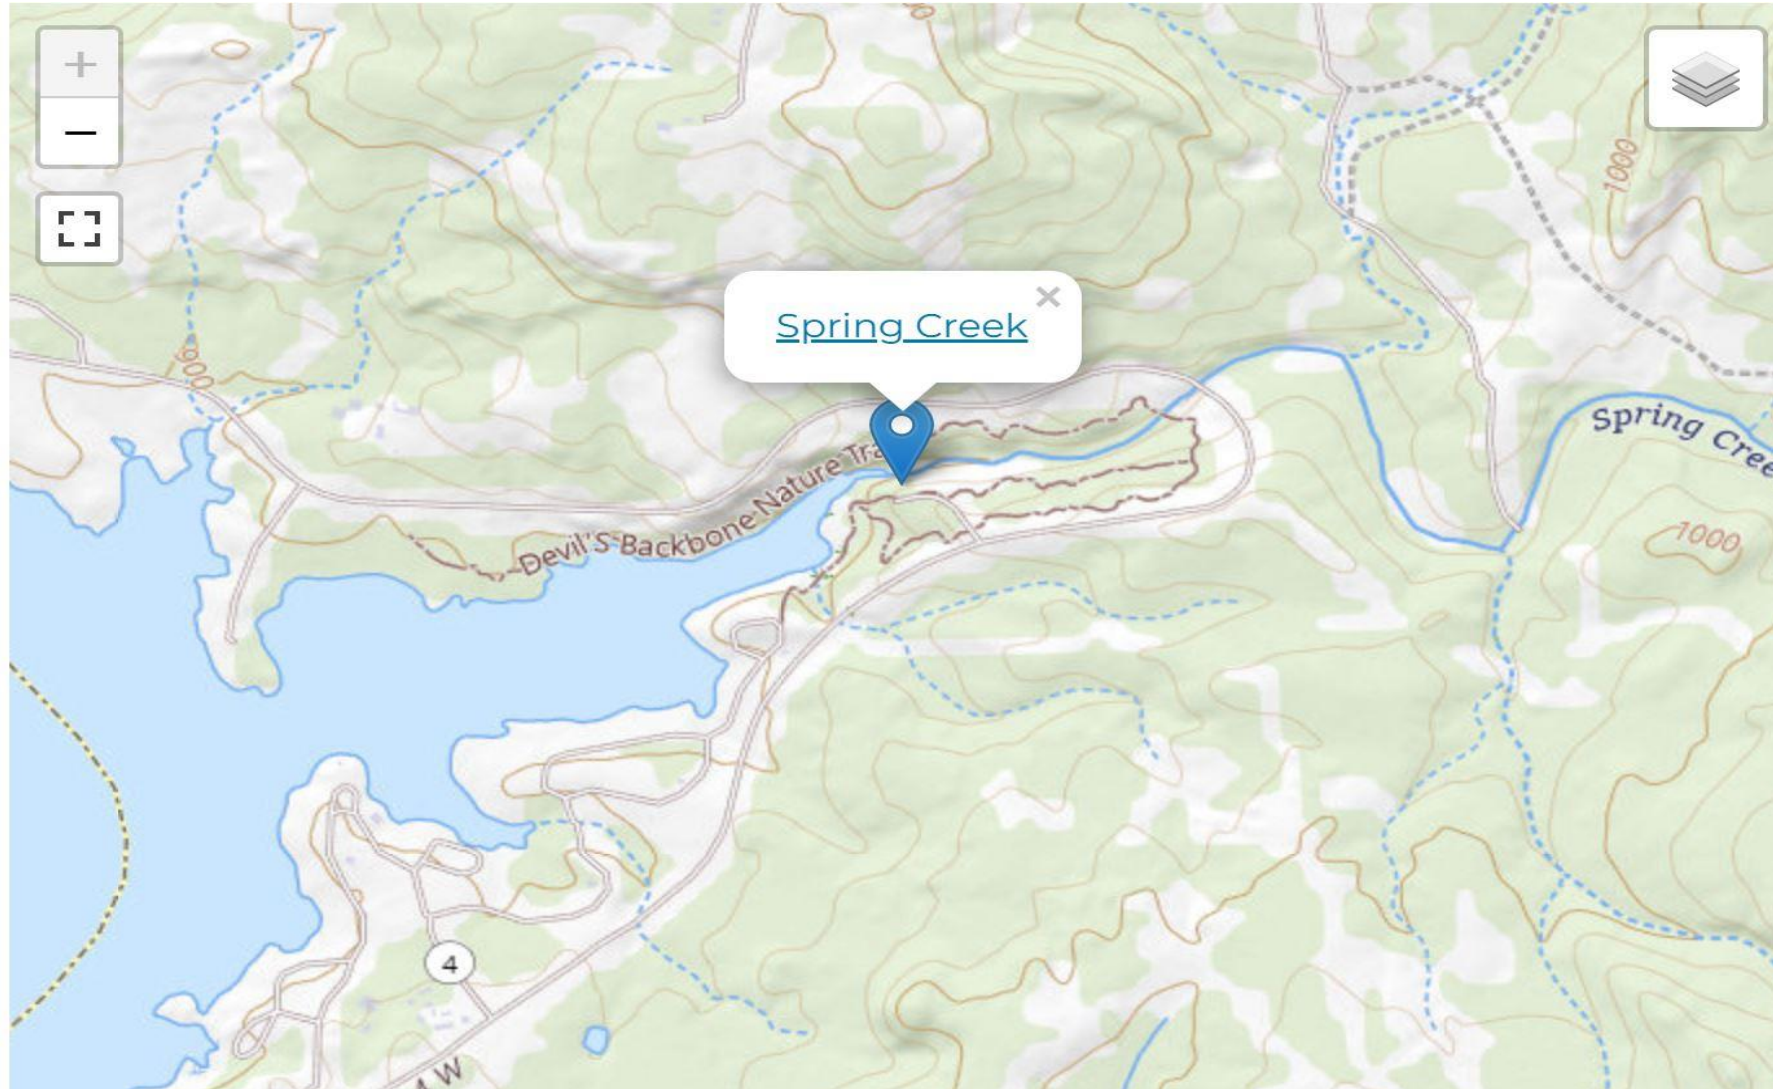 +
1000
Spring Creek
×
900
Spring Cree
Devil'S Backbone Nature Tra
1000
−
4
W